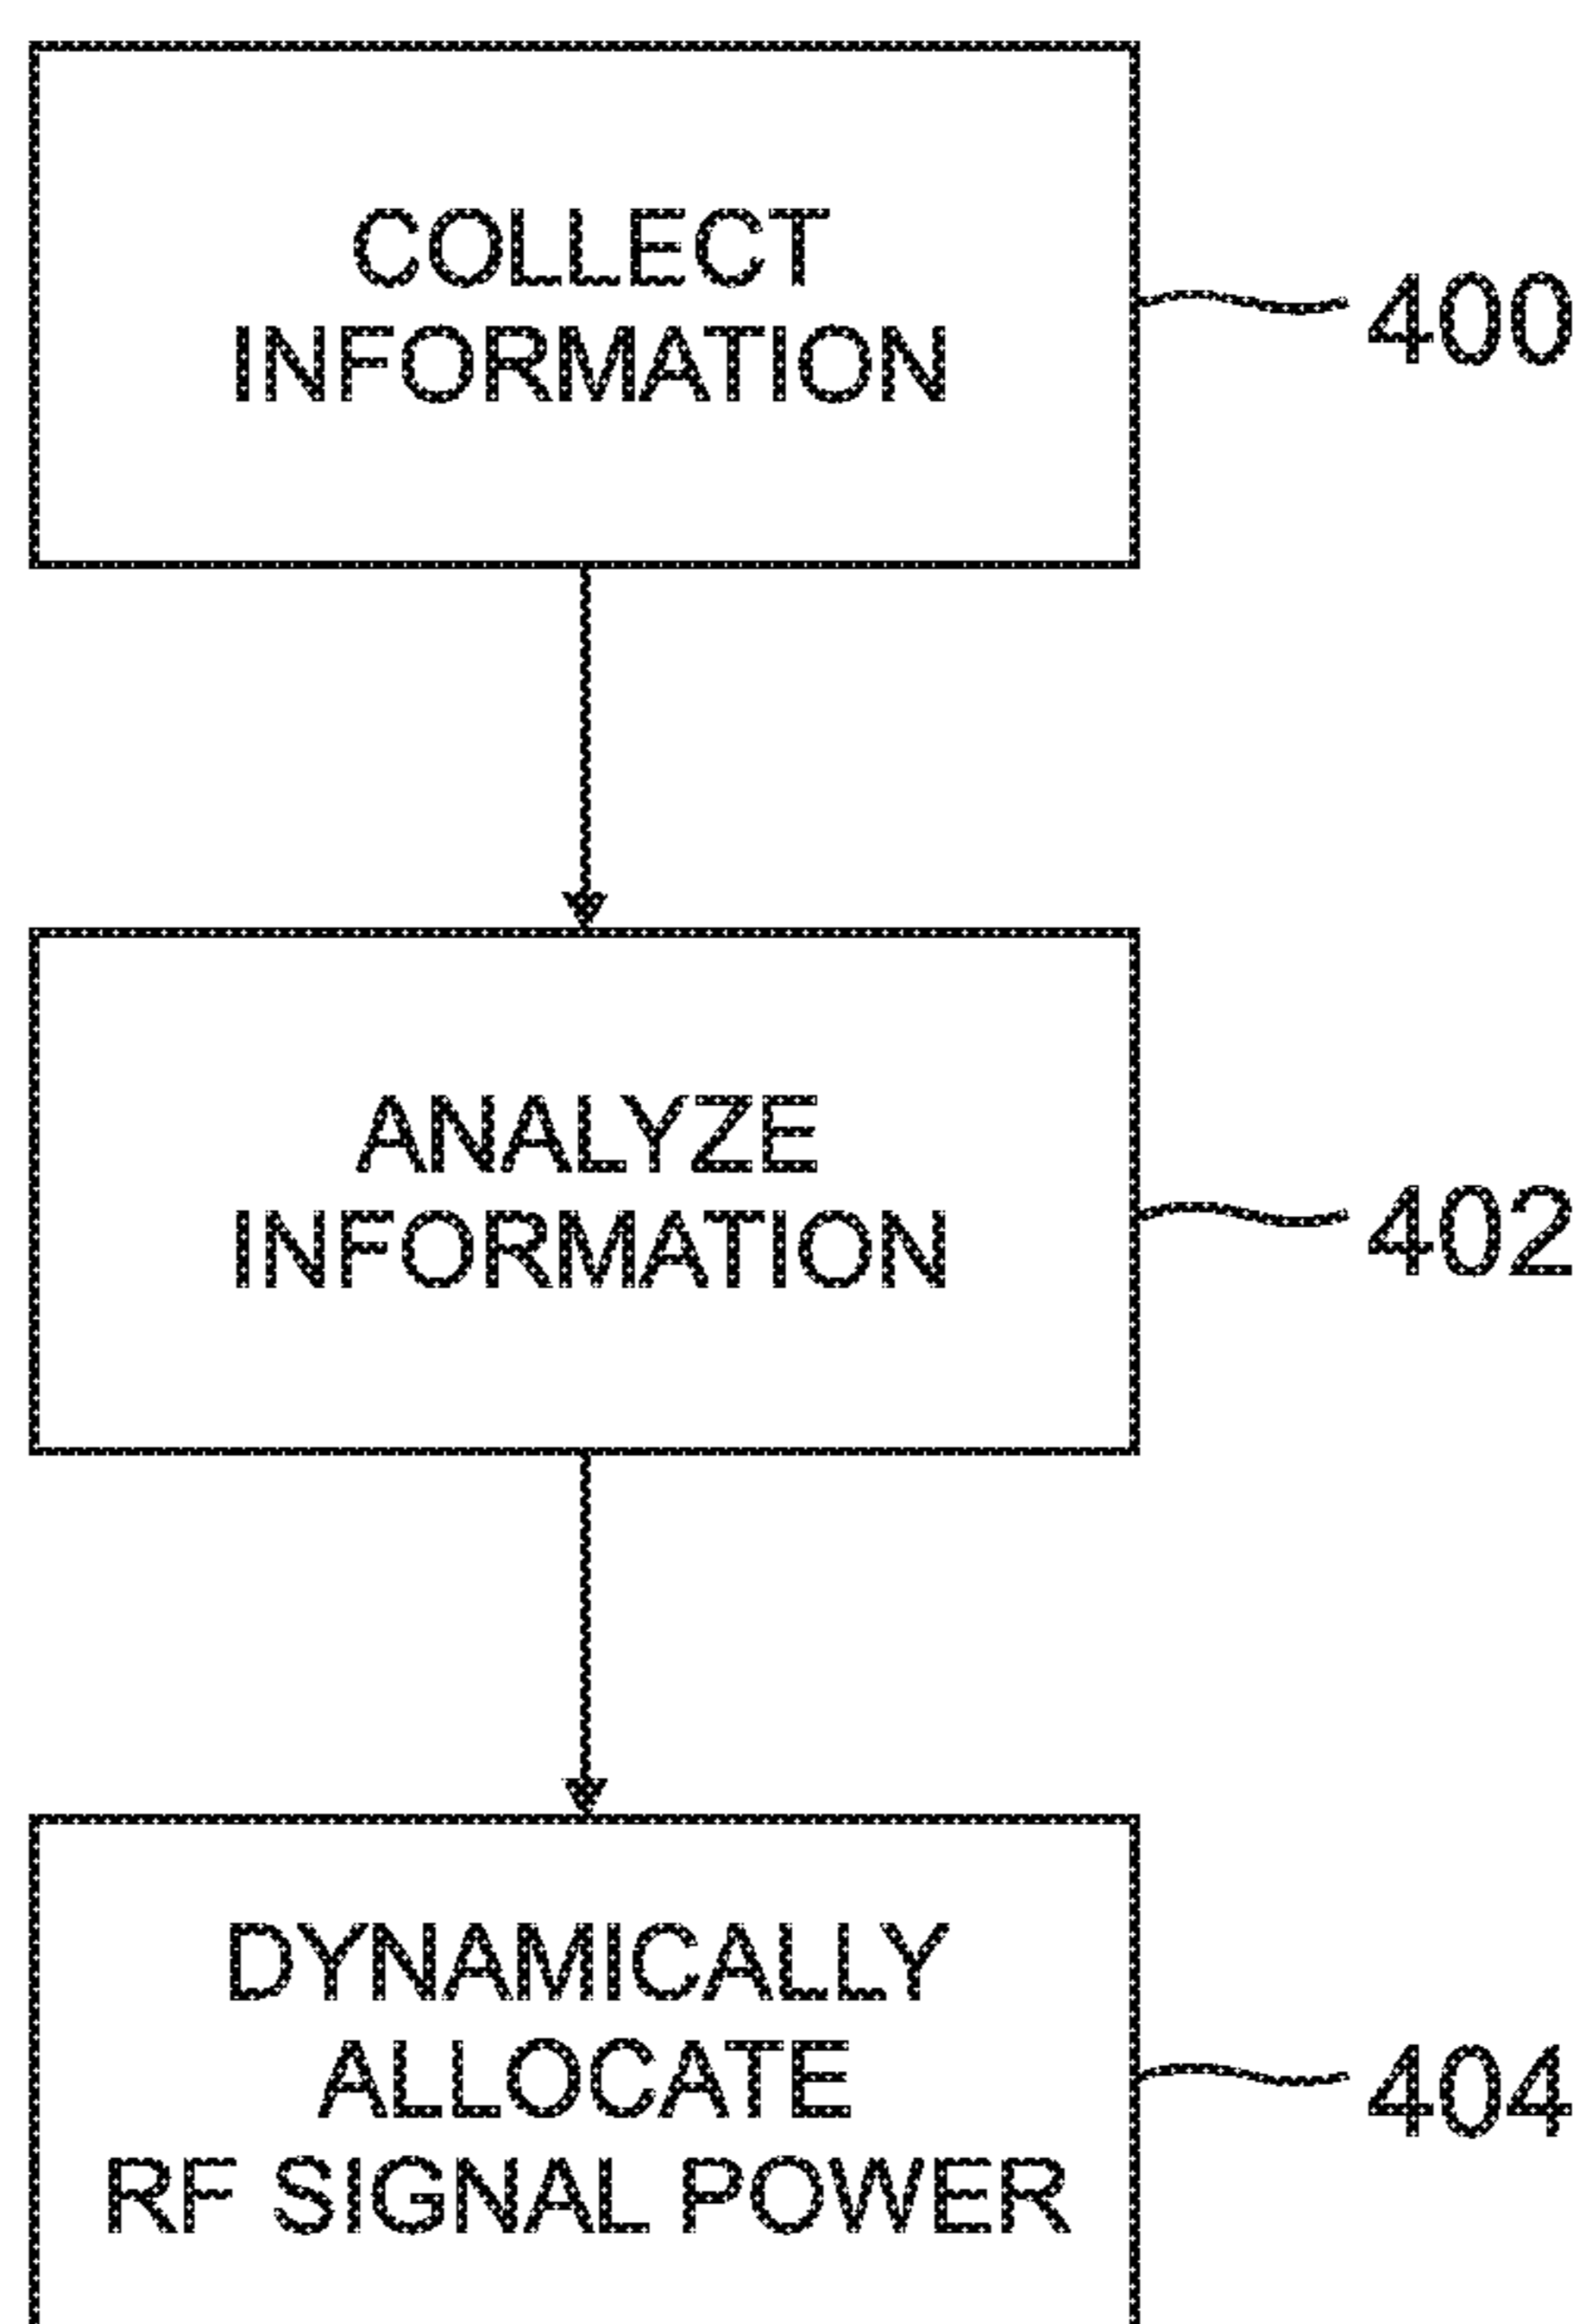 COLLECT
INFORMATION
400
ANALYZE
INFORMATION
402
DYNAMICALLY
ALLOCATE
RF SIGNAL POWER
404